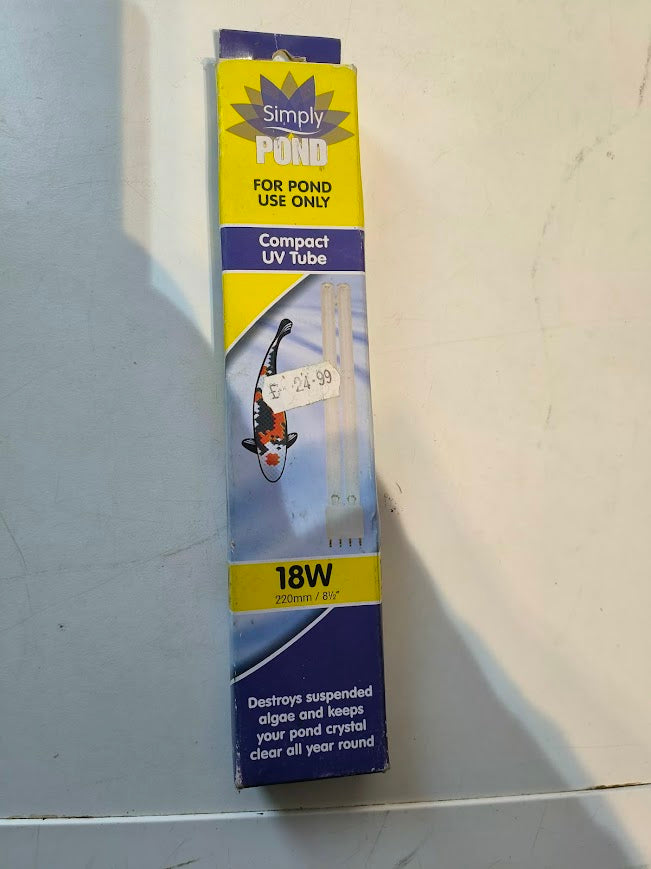 Simply
POND
FOR POND
USE ONLY
Compact
UV Tube
£ 24.99
18W
220mm / 8½"
Destroys suspended
algae and keeps
your pond crystal
clear all year round